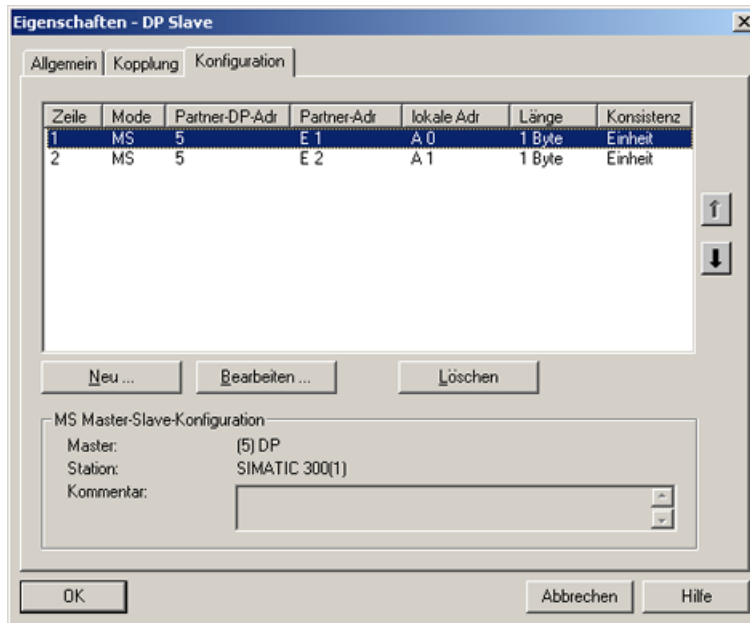 Eigenschaften - DP Slave
Allgemein Kopplung Konfiguration
Zeile Mode Partner-DP-Adr Partner-Adr lokale Adr Länge Konsistenz
1 MS 5 E 1 A 0 1 Byte Einheit
2 MS 5 E 2 A 1 1 Byte Einheit
Neu ... Bearbeiten ... Löschen
MS Master-Slave-Konfiguration
Master: (5) DP
Station: SIMATIC 300(1)
Kommentar:
OK Abbrechen Hilfe